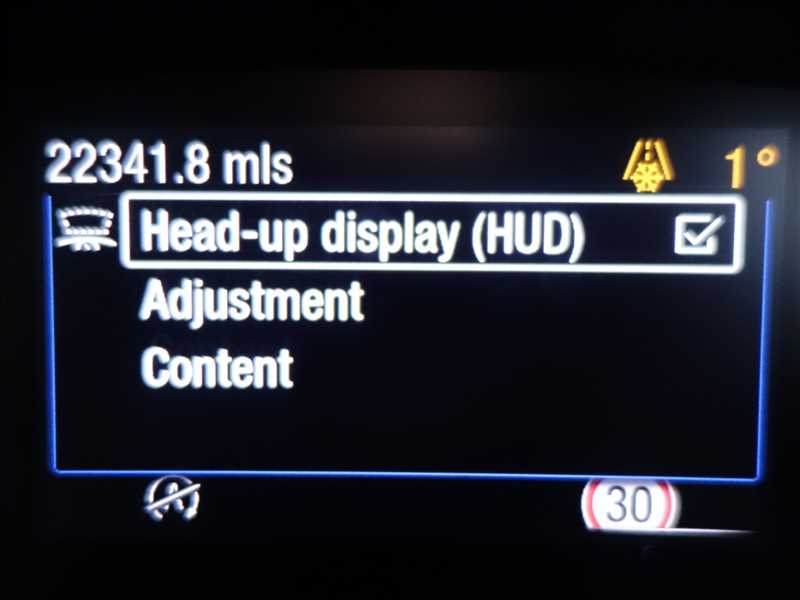 22341.8 mls 1°
Head-up display (HUD)
Adjustment
Content
A 30